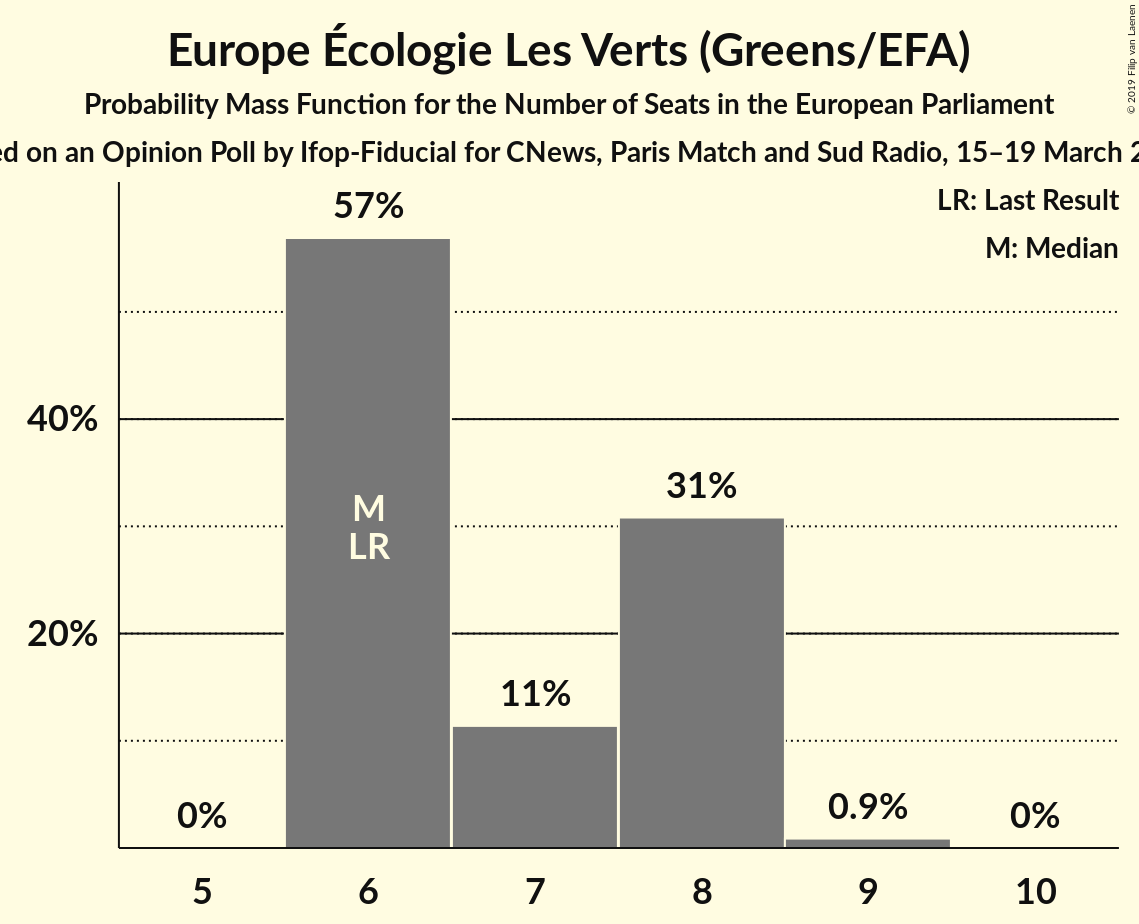 Europe Écologie Les Verts (Greens/EFA)
Probability Mass Function for the Number of Seats in the European Parliament
on an Opinion Poll by Ifop-Fiducial for CNews, Paris Match and Sud Radio, 15–19 March
© 2019 Filip van Laenen
LR: Last Result
M: Median
57%
40%
31%
M
LR
20%
11%
0%
0.9%
0%
5
6
7
8
9
10